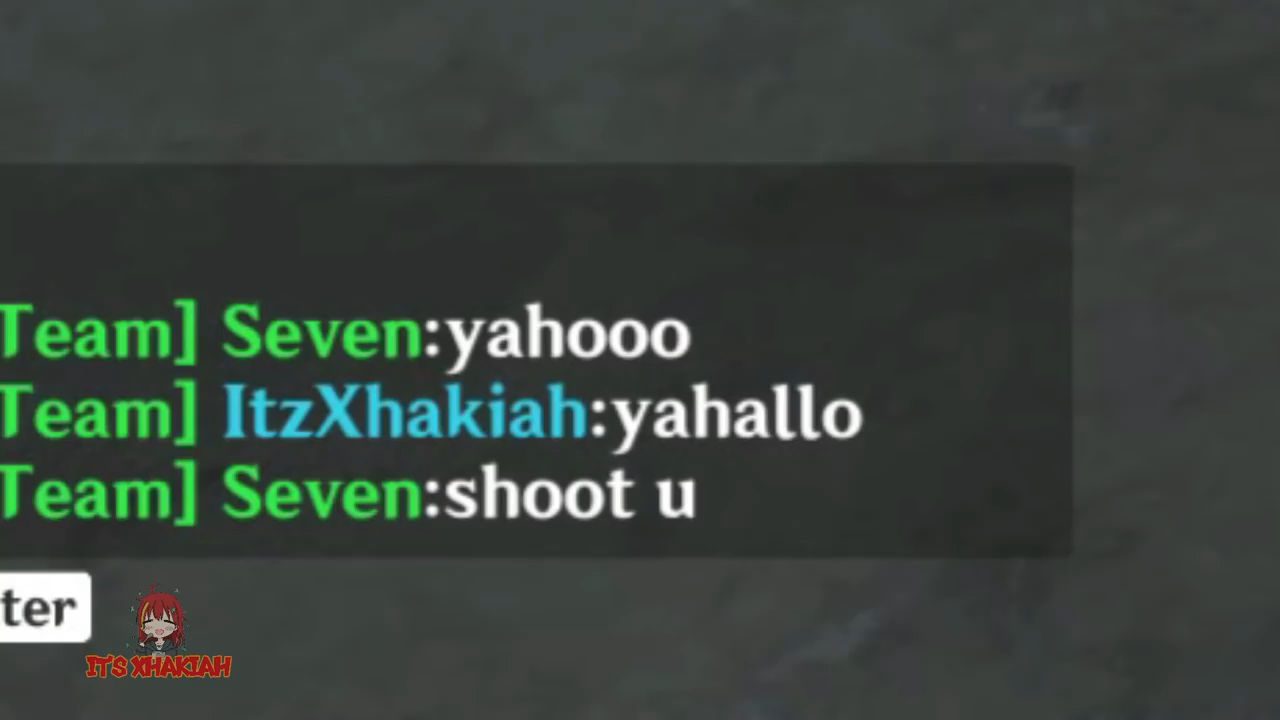 Team] Seven:yahooo
Team] ItzXhakiah:yahallo
Team] Seven:shoot u
ter
IT'S XHAKIAH